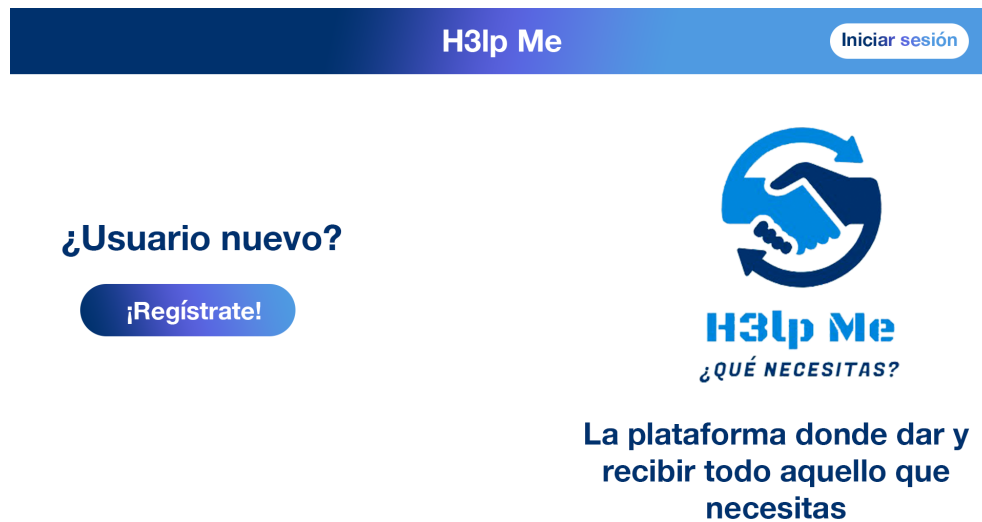 H3lp Me
Iniciar sesión
¿Usuario nuevo?
¡Regístrate!
H3lp Me
¿QUÉ NECESITAS?
La plataforma donde dar y
recibir todo aquello que
necesitas